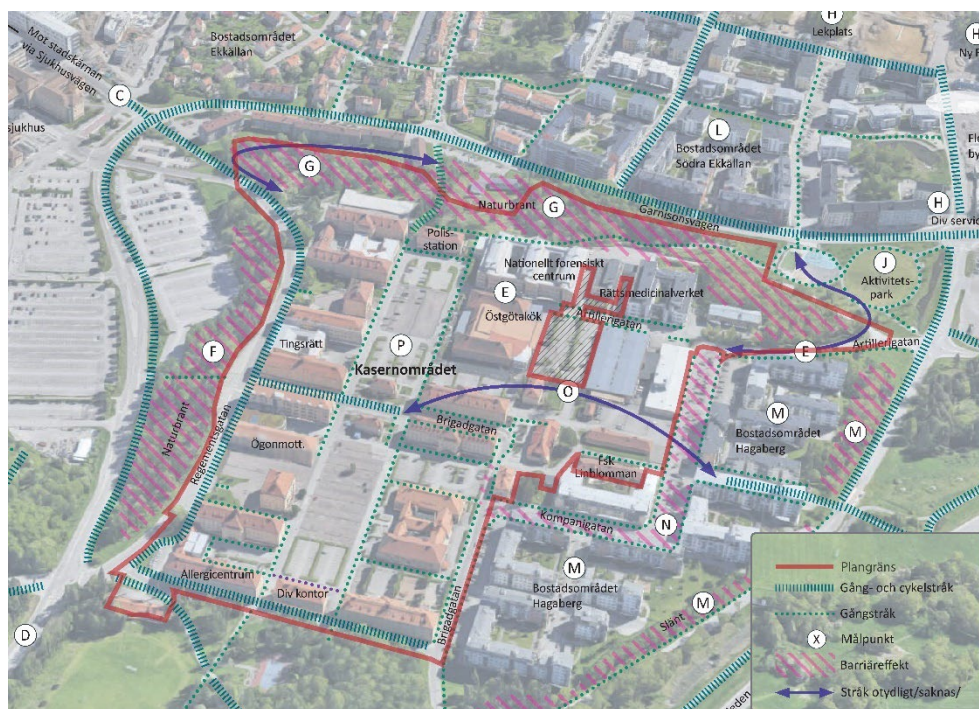 H
Lekplats
H
Bostadsområdet
Ekkällan
Mot stadskärnan
via Sjukhusvägen
C
sjukhus
L
Bostadsområdet
Södra Ekkällan
G
Naturbrant
G
Garnisonsvägen
H
Div service
Polis-
station
Nationellt forensiskt
centrum
Rättsmedicinalverket
E
Östgötakök
Artillerigatan
J
Aktivitets-
park
Artillerigatan
E
F
Tingsrätt
P
Kasernområdet
O
Naturbrant
Regementsgatan
Ögonmott.
Brigadgatan
M
Bostadsområdet
Hagaberg
M
Fsk
Linblomman
Kompanigatan
N
Allergicentrum
Div kontor
Brigadgatan
M
Bostadsområdet
Hagaberg
M
Slänt
D
Plangräns
Gång- och cykelstråk
Gångstråk
X
Målpunkt
Barriäreffekt
Stråk otydligt/saknas/